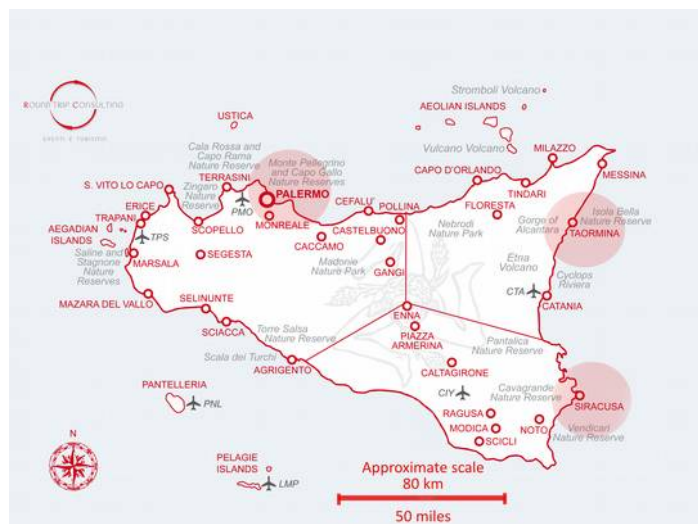 ROUND TRIP CONSULTING
EVENTI E TURISMO
Stromboli Volcano
AEOLIAN ISLANDS
USTICA
Vulcano Volcano
MILAZZO
Cala Rossa and
Capo Rama
Nature Reserve
Monte Pellegrino
and Capo Gallo
Nature Reserves
MESSINA
CAPO D'ORLANDO
TINDARI
TERRASINI
S. VITO LO CAPO
Zingaro
Nature
Reserve
PMO
PALERMO
CEFALU'
POLLINA
FLORESTA
Isola Bella
Nature Reserve
ERICE
TRAPANI
SCOPELLO
MONREALE
CASTELBUONO
CACCAMO
Nebrodi
Nature Park
Gorge of
Alcantara
TAORMINA
AEGADIAN
ISLANDS
TPS
Saline and
Stagnone
Nature
Reserves
MARSALA
SEGESTA
Madonie
Nature Park
GANGI
Etna
Volcano
Cyclops
Riviera
CTA
CATANIA
MAZARA DEL VALLO
SELINUNTE
SCIACCA
Torre Salsa
Nature Reserve
ENNA
PIAZZA
ARMERINA
Pantalica
Nature Reserve
Scala dei Turchi
AGRIGENTO
CALTAGIRONE
PANTELLERIA
PNL
CIY
Cavagrande
Nature Reserve
SIRACUSA
RAGUSA
MODICA
SCICLI
NOTO
Vendicari
Nature Reserve
N
PELAGIE
ISLANDS
LMP
Approximate scale
80 km
50 miles